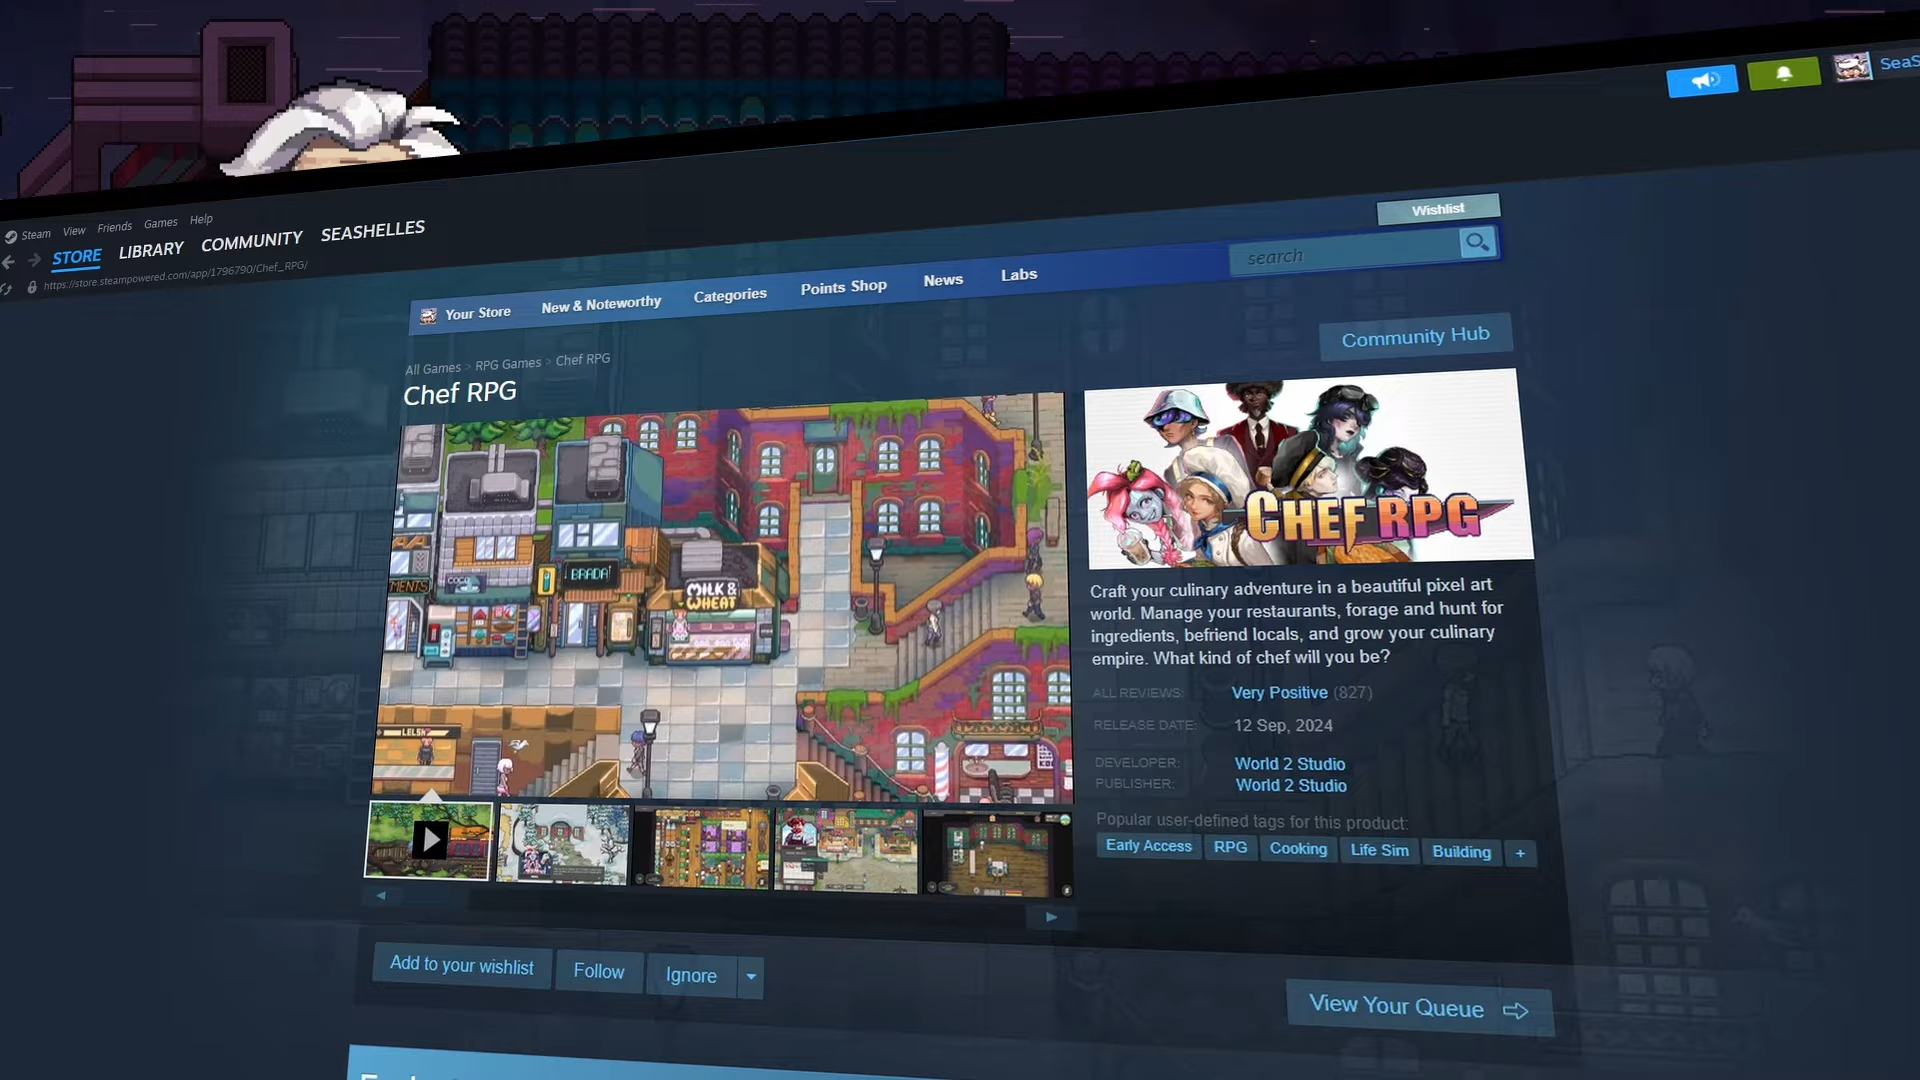 Steam View Friends Games Help
STORE LIBRARY COMMUNITY SEASHELLES
https://store.steampowered.com/app/1796790/Chef_RPG/
SeaS
Wishlist
Your Store New & Noteworthy Categories Points Shop News Labs
search
All Games > RPG Games > Chef RPG
Chef RPG
Community Hub
BRADA
MILK &
WHEAT
MENTS
COCO
LELSH
CHEF RPG
Craft your culinary adventure in a beautiful pixel art
world. Manage your restaurants, forage and hunt for
ingredients, befriend locals, and grow your culinary
empire. What kind of chef will you be?
ALL REVIEWS: Very Positive (827)
RELEASE DATE: 12 Sep, 2024
DEVELOPER: World 2 Studio
PUBLISHER: World 2 Studio
Popular user-defined tags for this product:
Early Access RPG Cooking Life Sim Building +
Add to your wishlist Follow Ignore
View Your Queue